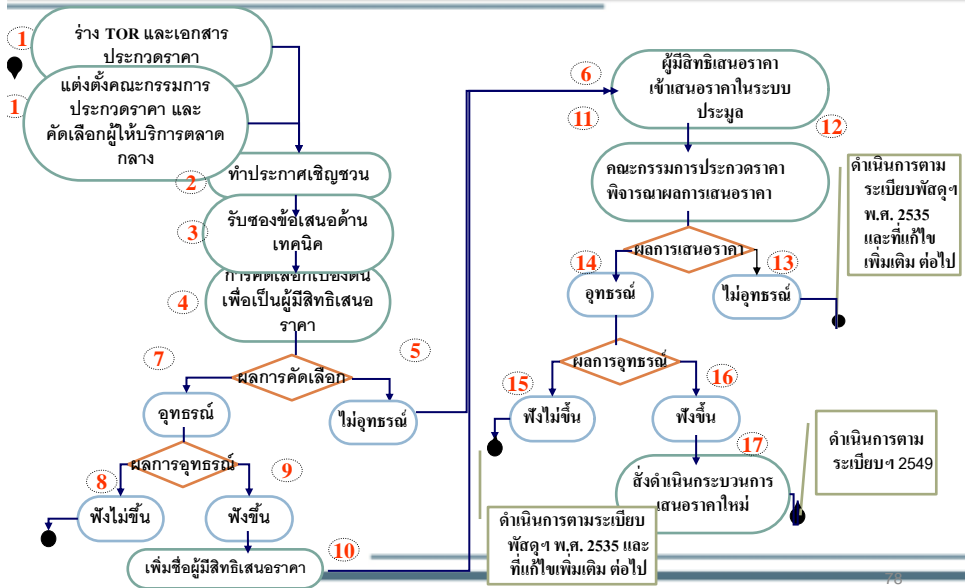 1
ร่าง TOR และเอกสาร
ประกวดราคา
1
แต่งตั้งคณะกรรมการ
ประกวดราคา และ
คัดเลือกผู้ให้บริการตลาด
กลาง
2
ทำประกาศเชิญชวน
3
รับซองข้อเสนอด้าน
เทคนิค
4
การคัดเลือกเบื้องต้น
เพื่อเป็นผู้มีสิทธิเสนอ
ราคา
5
7
ผลการคัดเลือก
อุทธรณ์
ไม่อุทธรณ์
ผลการอุทธรณ์
8
9
ฟังไม่ขึ้น
ฟังขึ้น
10
เพิ่มชื่อผู้มีสิทธิเสนอราคา
6
11
ผู้มีสิทธิเสนอราคา
เข้าเสนอราคาในระบบ
ประมูล
12
คณะกรรมการประกวดราคา
พิจารณาผลการเสนอราคา
ผลการเสนอราคา
14
13
อุทธรณ์
ไม่อุทธรณ์
ดำเนินการตาม
ระเบียบพัสดุฯ
พ.ศ. 2535
และที่แก้ไข
เพิ่มเติม ต่อไป
ผลการอุทธรณ์
15
16
ฟังไม่ขึ้น
ฟังขึ้น
17
สั่งดำเนินกระบวนการ
เสนอราคาใหม่
ดำเนินการตาม
ระเบียบฯ 2549
ดำเนินการตามระเบียบ
พัสดุฯ พ.ศ. 2535 และ
ที่แก้ไขเพิ่มเติม ต่อไป
78